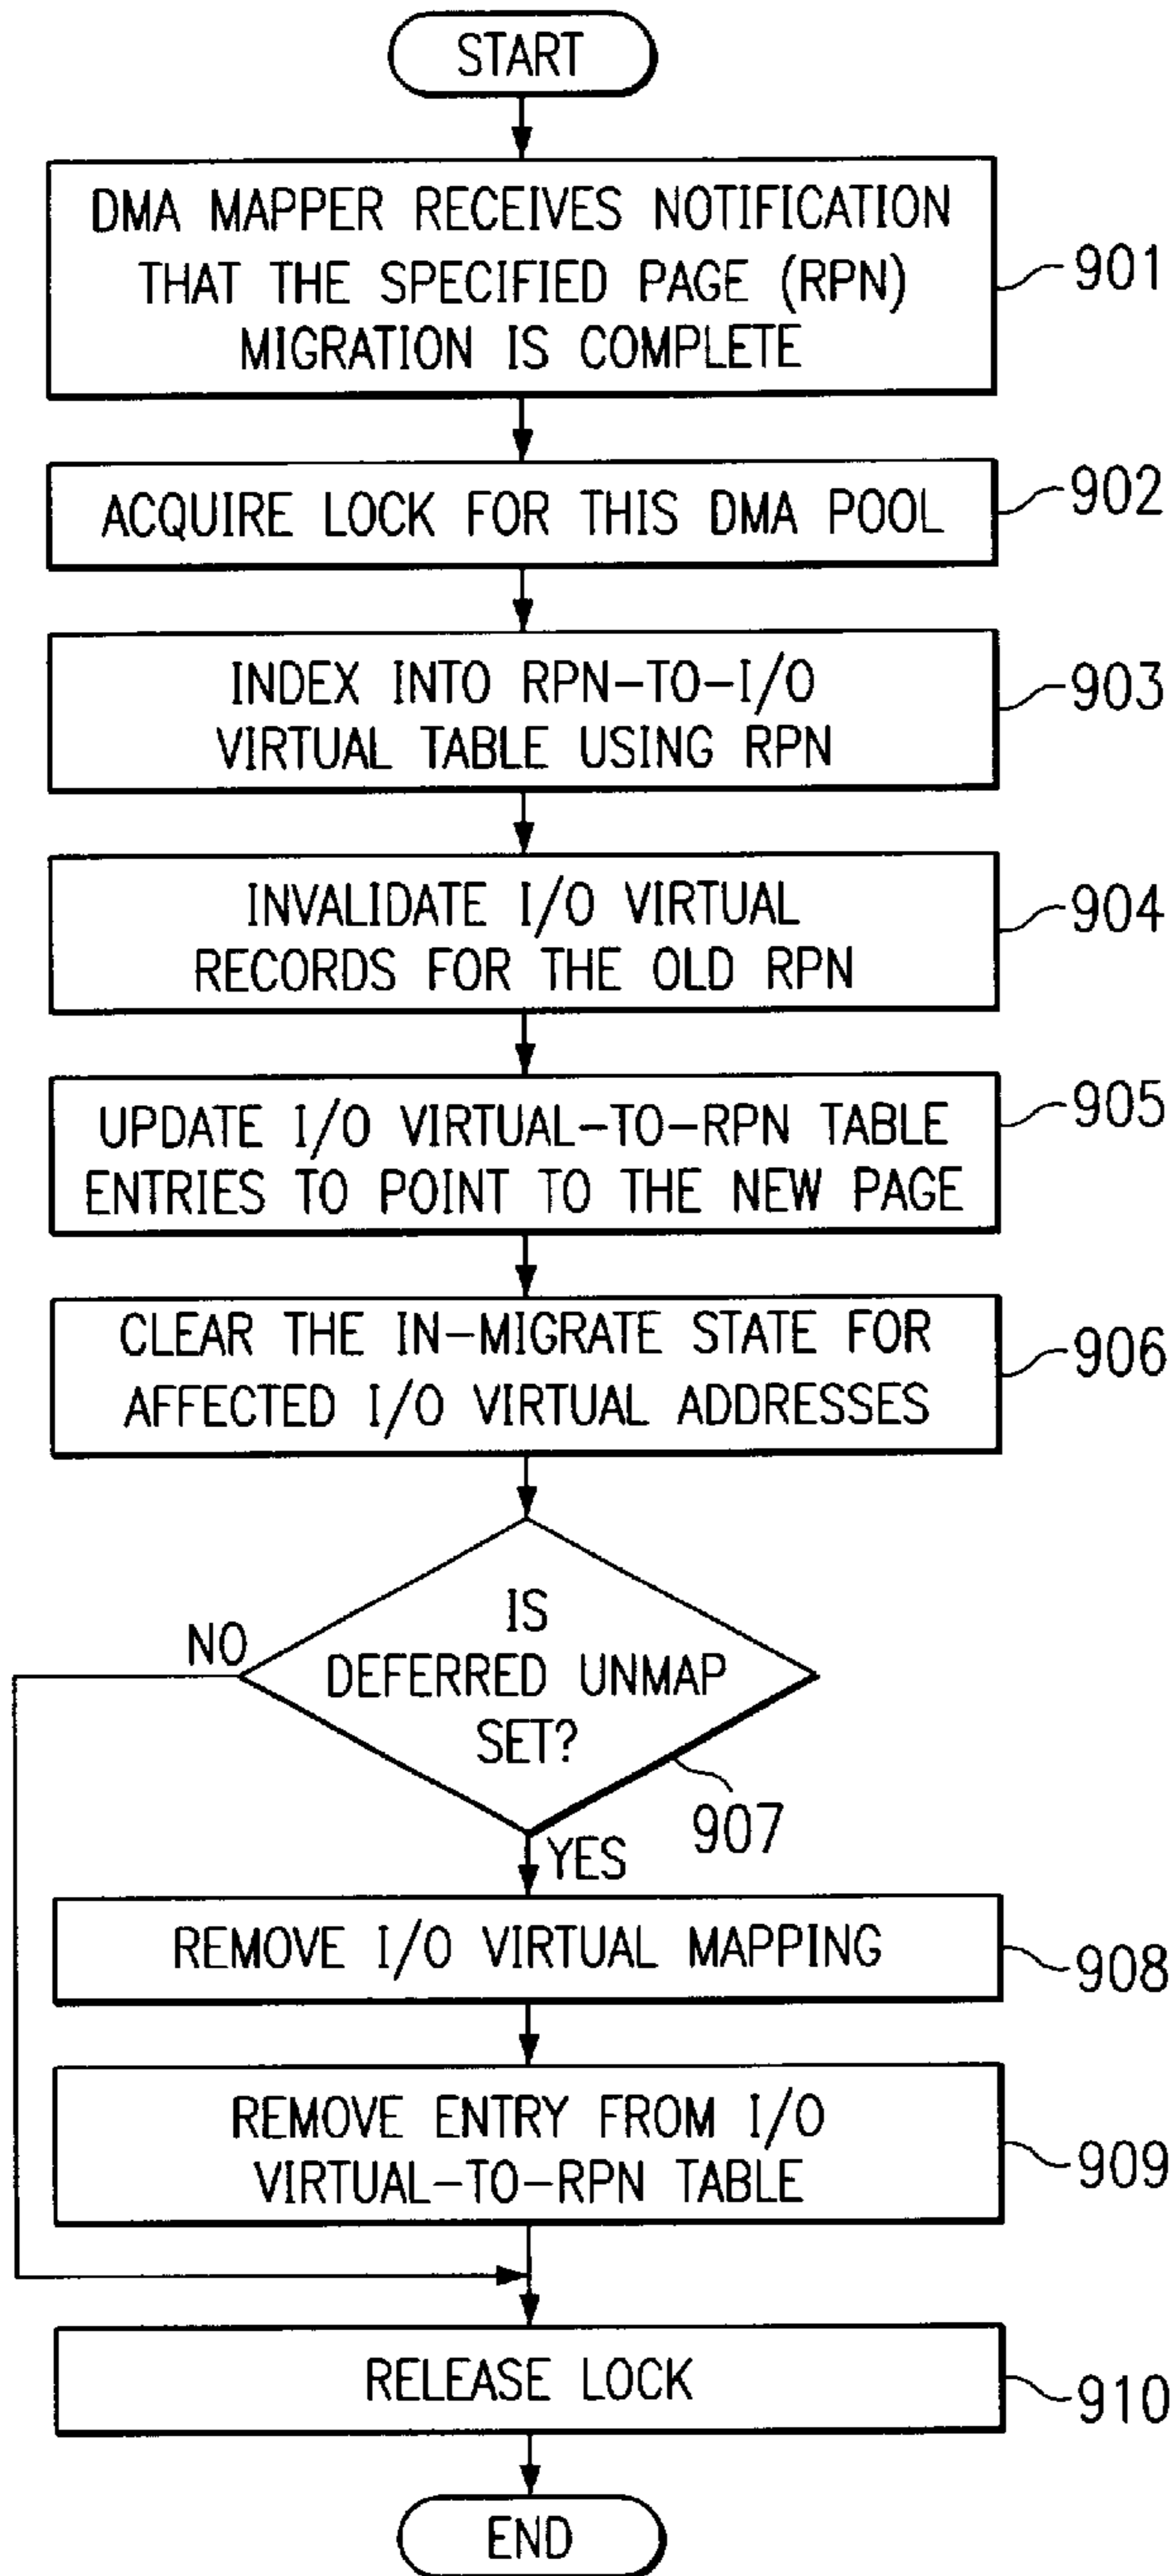 START
DMA MAPPER RECEIVES NOTIFICATION
THAT THE SPECIFIED PAGE (RPN)
MIGRATION IS COMPLETE
901
ACQUIRE LOCK FOR THIS DMA POOL
902
INDEX INTO RPN-TO-I/O
VIRTUAL TABLE USING RPN
903
INVALIDATE I/O VIRTUAL
RECORDS FOR THE OLD RPN
904
UPDATE I/O VIRTUAL-TO-RPN TABLE
ENTRIES TO POINT TO THE NEW PAGE
905
CLEAR THE IN-MIGRATE STATE FOR
AFFECTED I/O VIRTUAL ADDRESSES
906
IS
DEFERRED UNMAP
SET?
NO
907
YES
REMOVE I/O VIRTUAL MAPPING
908
REMOVE ENTRY FROM I/O
VIRTUAL-TO-RPN TABLE
909
RELEASE LOCK
910
END